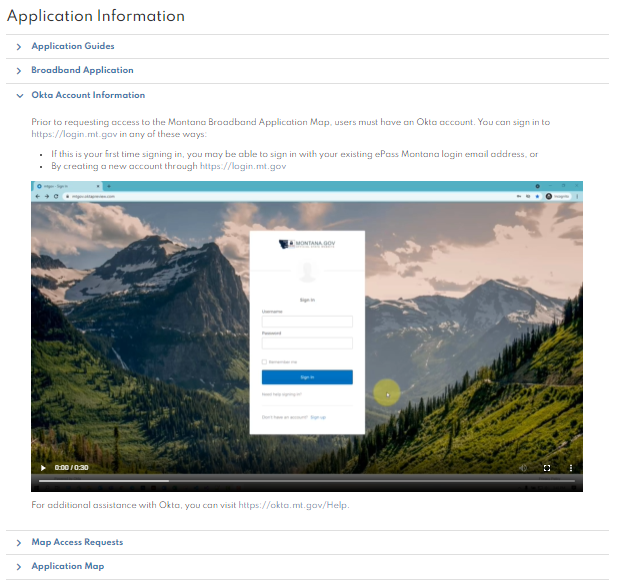 Application Information
Application Guides
Broadband Application
Okta Account Information
Prior to requesting access to the Montana Broadband Application Map, users must have an Okta account. You can sign in to
https://login.mt.gov in any of these ways:
If this is your first time signing in, you may be able to sign in with your existing ePass Montana login email address, or
By creating a new account through https://login.mt.gov
Incognito
MONTANA.GOV
Sign In
Username
Password
Remember me
Sign In
Need help signing in?
Don't have an account? Sign up
0:00 / 0:30
For additional assistance with Okta, you can visit https://okta.mt.gov/Help.
Map Access Requests
Application Map